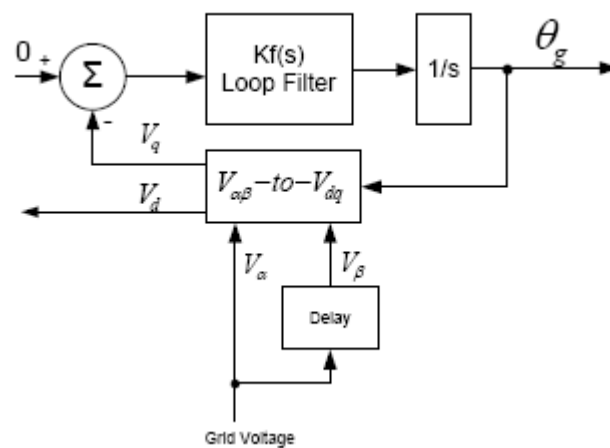 0 + Σ -
Kf(s)
Loop Filter
1/s
θg
Vq
Vd
Vαβ–to–Vdq
Vα
Vβ
Delay
Grid Voltage